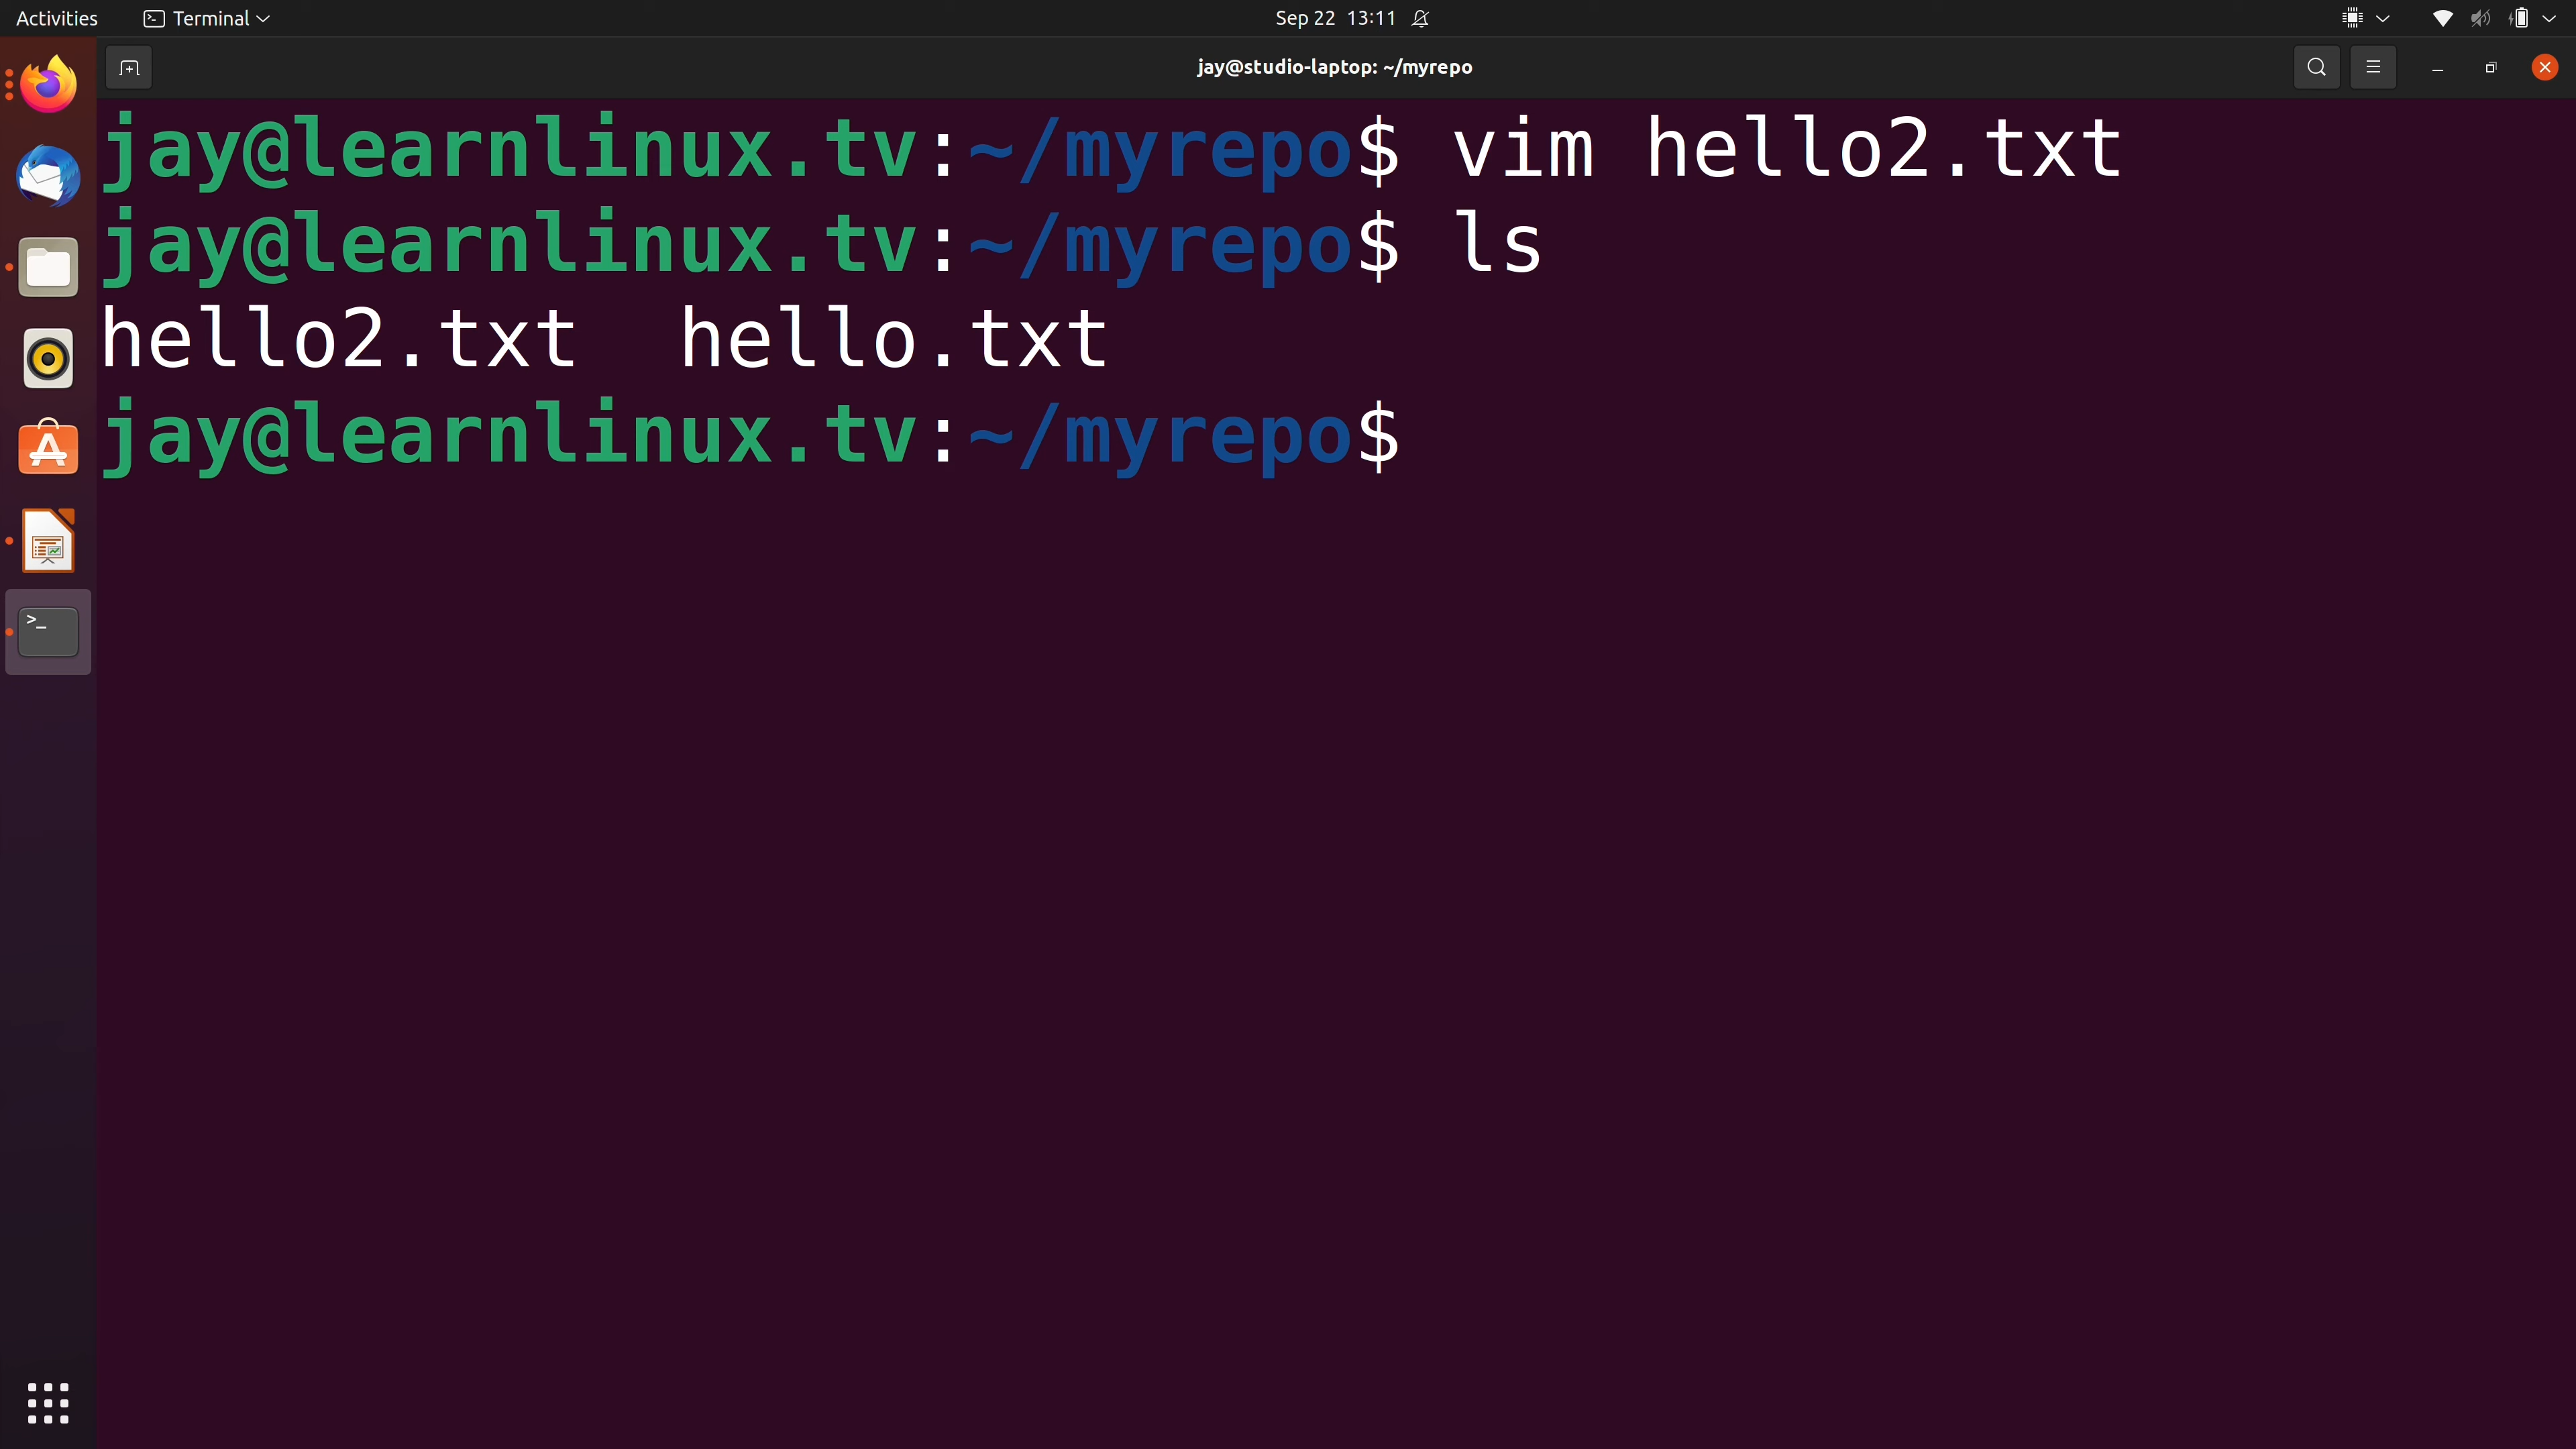 Activities Terminal Sep 22 13:11
jay@studio-laptop: ~/myrepo
jay@learnlinux.tv:~/myrepo$ vim hello2.txt
jay@learnlinux.tv:~/myrepo$ ls
hello2.txt hello.txt
jay@learnlinux.tv:~/myrepo$